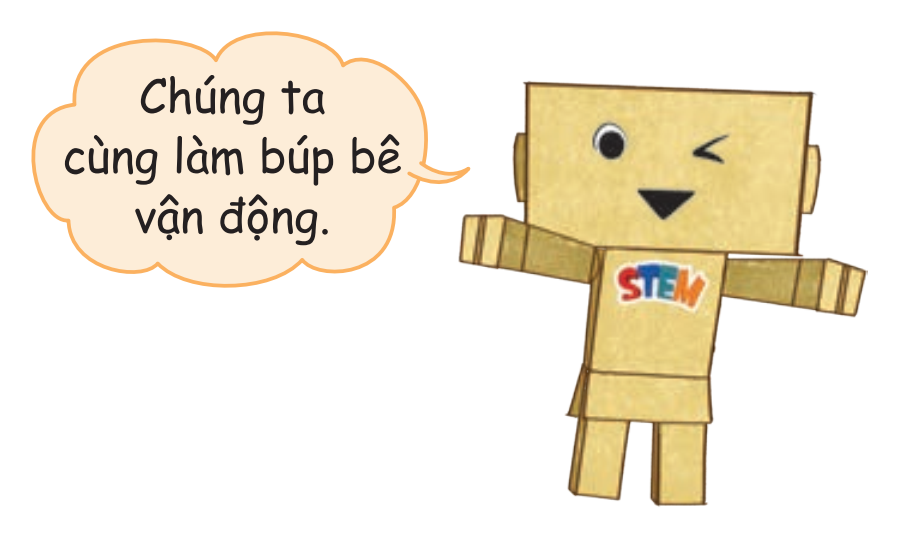 Chúng ta
cùng làm búp bê
vận động.
STEM